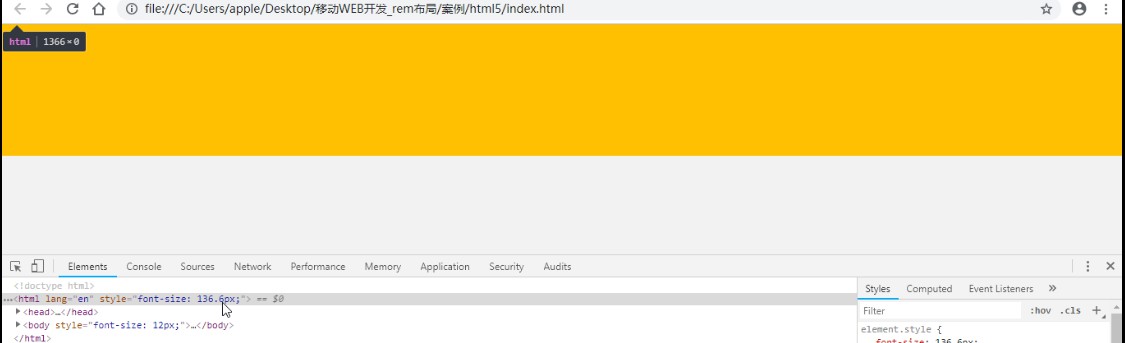 file:///C:/Users/apple/Desktop/移动WEB开发_rem布局/案例/html5/index.html
html 1366×0
Elements Console Sources Network Performance Memory Application Security Audits
<!doctype html>
…<html lang="en" style="font-size: 136.6px;"> == $0
<head>…</head>
<body style="font-size: 12px;">…</body>
</html>
Styles Computed Event Listeners »
Filter :hov .cls +
element.style {
font-size: 136.6px;